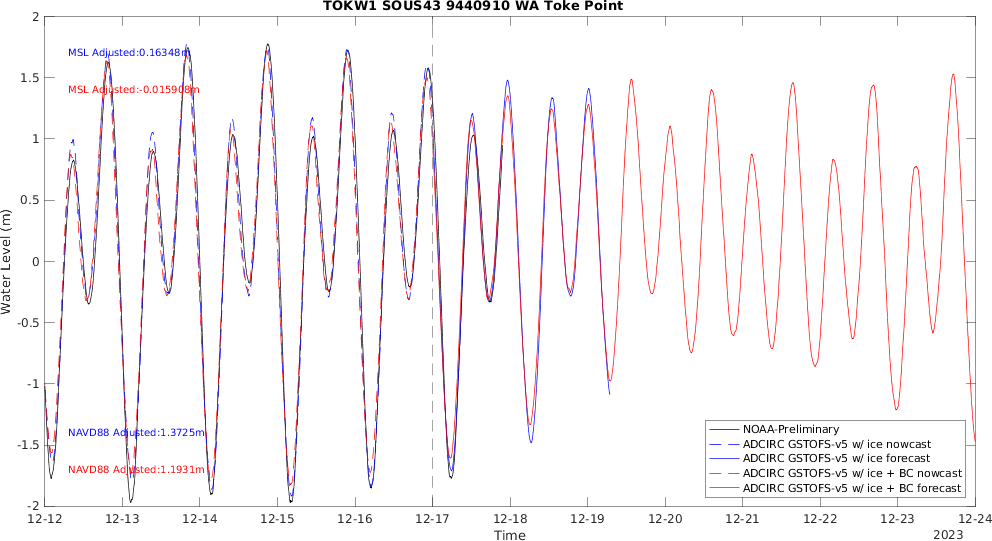 TOKW1 SOUS43 9440910 WA Toke Point
MSL Adjusted:0.16348m
MSL Adjusted:-0.015908m
NAVD88 Adjusted:1.3725m
NAVD88 Adjusted:1.1931m
Water Level (m)
2
1.5
1
0.5
0
-0.5
-1
-1.5
-2
NOAA-Preliminary
ADCIRC GSTOFS-v5 w/ ice nowcast
ADCIRC GSTOFS-v5 w/ ice forecast
ADCIRC GSTOFS-v5 w/ ice + BC nowcast
ADCIRC GSTOFS-v5 w/ ice + BC forecast
12-12 12-13 12-14 12-15 12-16 12-17 12-18 12-19 12-20 12-21 12-22 12-23 12-24
Time
2023